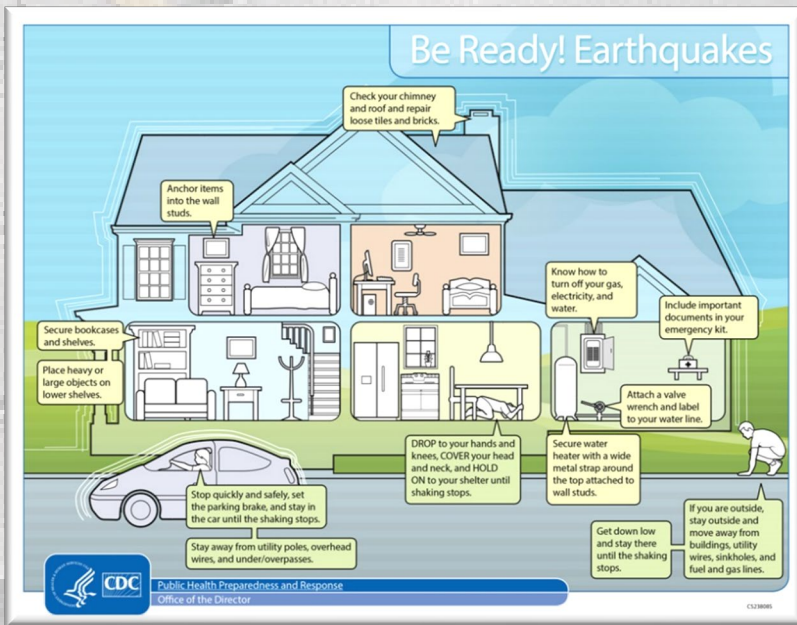 Be Ready! Earthquakes
Check your chimney
and roof and repair
loose tiles and bricks.
Anchor items
into the wall
studs.
Know how to
turn off your gas,
electricity, and
water.
Include important
documents in your
emergency kit.
Secure bookcases
and shelves.
Place heavy or
large objects on
lower shelves.
Attach a valve
wrench and label
to your water line.
DROP to your hands and
knees, COVER your head
and neck, and HOLD
ON to your shelter until
shaking stops.
Secure water
heater with a wide
metal strap around
the top attached to
wall studs.
Stop quickly and safely, set
the parking brake, and stay in
the car until the shaking stops.
Stay away from utility poles, overhead
wires, and under/overpasses.
If you are outside,
stay outside and
move away from
buildings, utility
wires, sinkholes, and
fuel and gas lines.
Get down low
and stay there
until the shaking
stops.
CDC
Public Health Preparedness and Response
Office of the Director